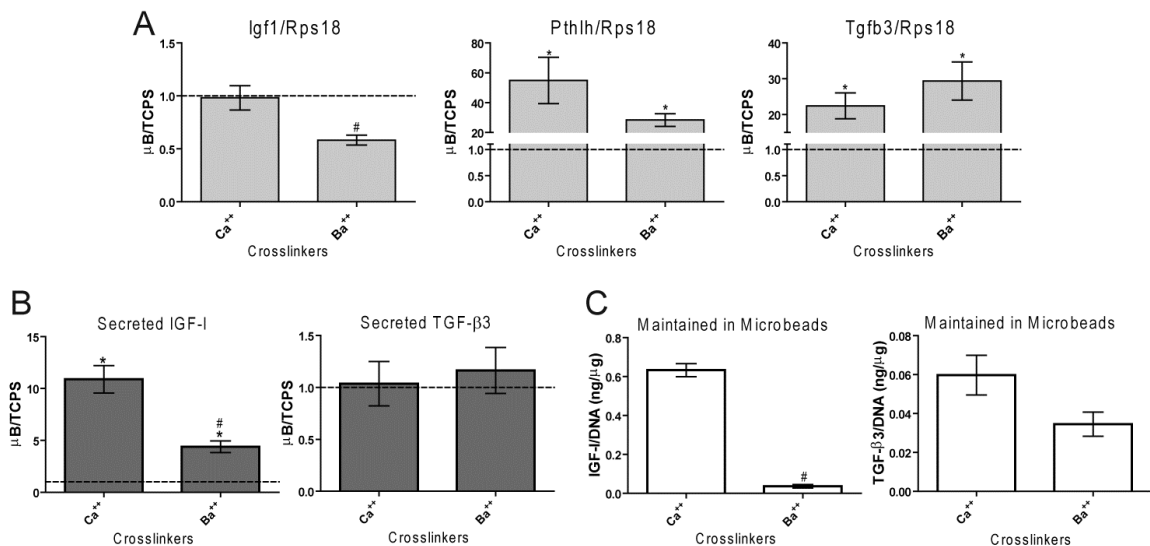 A
Igf1/Rps18
μB/TCPS
1.5
1.0
0.5
0.0
#
Ca++
Ba++
Crosslinkers
Pthlh/Rps18
μB/TCPS
80
60
40
20
1.0
0.5
0.0
*
*
Ca++
Ba++
Crosslinkers
Tgfb3/Rps18
μB/TCPS
40
30
20
1.0
0.5
0.0
*
*
Ca++
Ba++
Crosslinkers
B
Secreted IGF-I
μB/TCPS
15
10
5
0
*
#
*
Ca++
Ba++
Crosslinkers
Secreted TGF-β3
μB/TCPS
1.5
1.0
0.5
0.0
Ca++
Ba++
Crosslinkers
C
Maintained in Microbeads
IGF-I/DNA (ng/μg)
0.8
0.6
0.4
0.2
0.0
#
Ca++
Ba++
Crosslinkers
Maintained in Microbeads
TGF-β3/DNA (ng/μg)
0.08
0.06
0.04
0.02
0.00
Ca++
Ba++
Crosslinkers